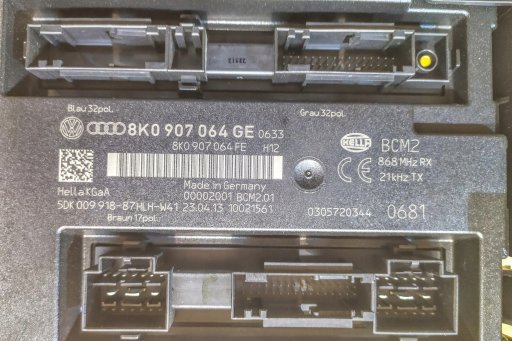 Blau 32pol.
Grau 32pol.
8K0 907 064 GE 0633
8K0 907 064 FE H12
HELLA
BCM2
868MHz RX
21kHz TX
Made in Germany
Hella KGaA
00002001 BCM2.01
5DK 009 918-87HLH-W41 23.04.13 10021561
0305720344 0681
Braun 17pol.